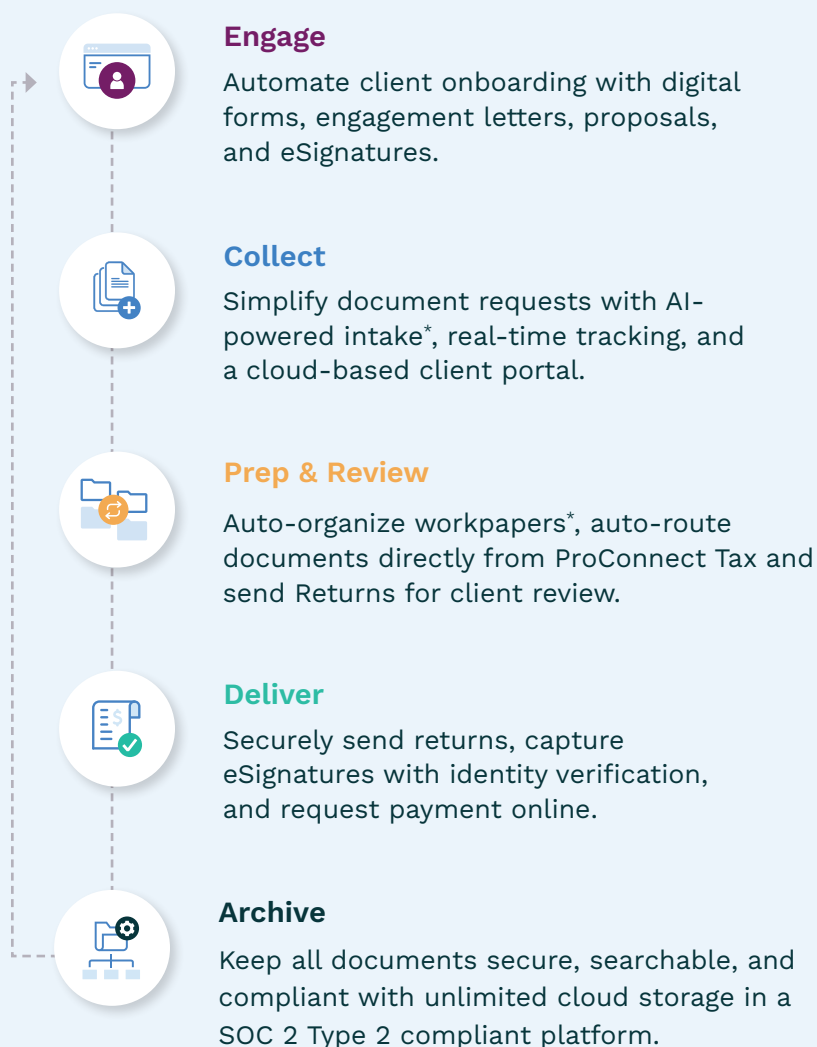 Engage
Automate client onboarding with digital
forms, engagement letters, proposals,
and eSignatures.
Collect
Simplify document requests with AI-
powered intake*, real-time tracking, and
a cloud-based client portal.
Prep & Review
Auto-organize workpapers*, auto-route
documents directly from ProConnect Tax and
send Returns for client review.
$
Deliver
Securely send returns, capture
eSignatures with identity verification,
and request payment online.
Archive
Keep all documents secure, searchable, and
compliant with unlimited cloud storage in a
SOC 2 Type 2 compliant platform.